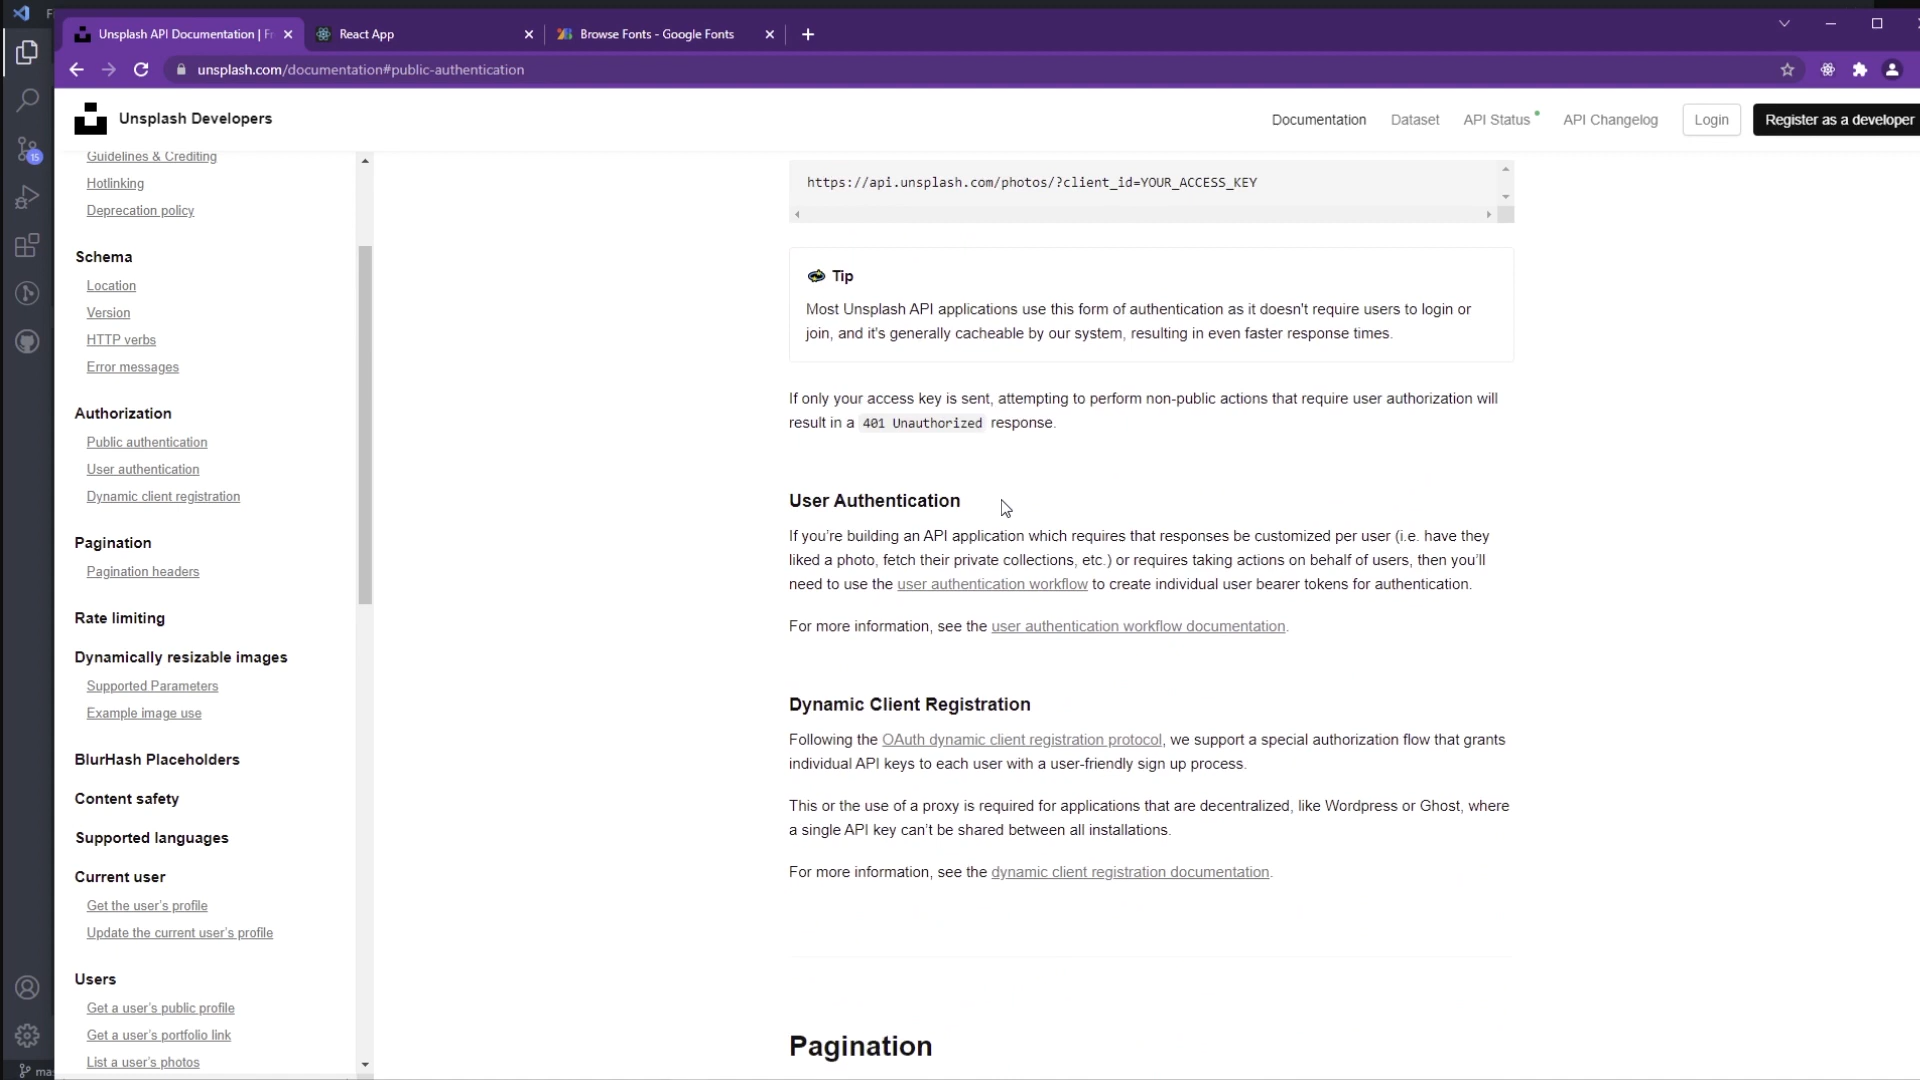 F
Unsplash API Documentation | Fr
React App
Browse Fonts - Google Fonts
unsplash.com/documentation#public-authentication
Unsplash Developers
Documentation
Dataset
API Status
API Changelog
Login
Register as a developer
15
Guidelines & Crediting
Hotlinking
Deprecation policy
Schema
Location
Version
HTTP verbs
Error messages
Authorization
Public authentication
User authentication
Dynamic client registration
Pagination
Pagination headers
Rate limiting
Dynamically resizable images
Supported Parameters
Example image use
BlurHash Placeholders
Content safety
Supported languages
Current user
Get the user's profile
Update the current user's profile
Users
Get a user's public profile
Get a user's portfolio link
List a user's photos
mas
https://api.unsplash.com/photos/?client_id=YOUR_ACCESS_KEY
Tip
Most Unsplash API applications use this form of authentication as it doesn't require users to login or
join, and it's generally cacheable by our system, resulting in even faster response times.
If only your access key is sent, attempting to perform non-public actions that require user authorization will
result in a 401 Unauthorized response.
User Authentication
If you're building an API application which requires that responses be customized per user (i.e. have they
liked a photo, fetch their private collections, etc.) or requires taking actions on behalf of users, then you'll
need to use the user authentication workflow to create individual user bearer tokens for authentication.
For more information, see the user authentication workflow documentation.
Dynamic Client Registration
Following the OAuth dynamic client registration protocol, we support a special authorization flow that grants
individual API keys to each user with a user-friendly sign up process.
This or the use of a proxy is required for applications that are decentralized, like Wordpress or Ghost, where
a single API key can't be shared between all installations.
For more information, see the dynamic client registration documentation.
Pagination